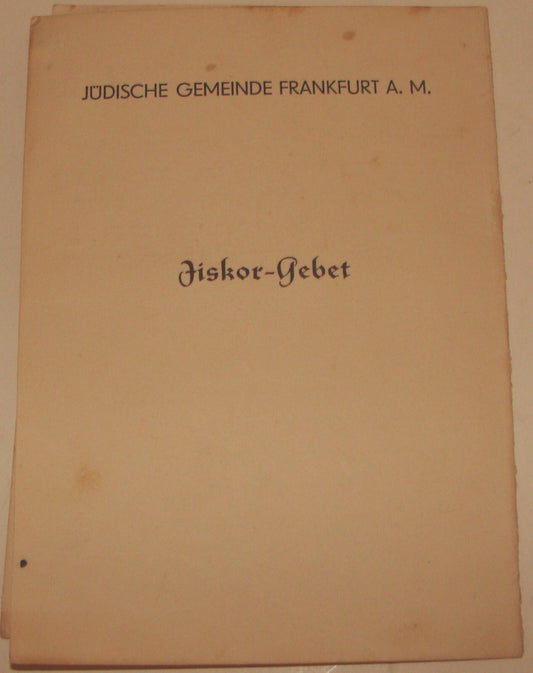 JÜDISCHE GEMEINDE FRANKFURT A. M.
Jiskor-Gebet